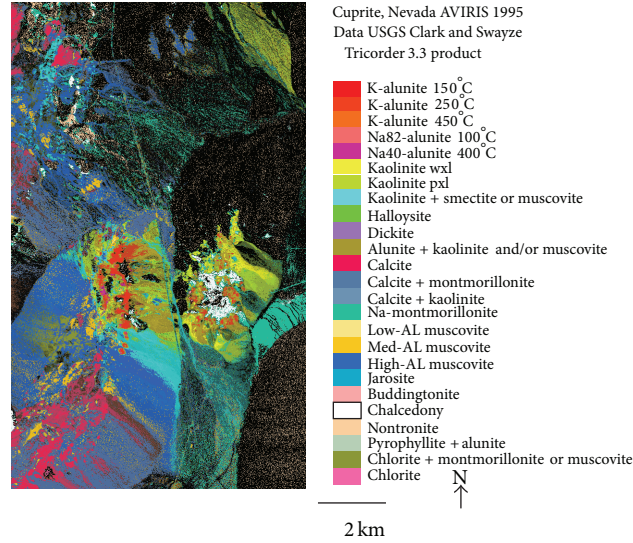 Cuprite, Nevada AVIRIS 1995
Data USGS Clark and Swayze
Tricorder 3.3 product
K-alunite 150°C
K-alunite 250°C
K-alunite 450°C
Na82-alunite 100°C
Na40-alunite 400°C
Kaolinite wxl
Kaolinite pxl
Kaolinite + smectite or muscovite
Halloysite
Dickite
Alunite + kaolinite and/or muscovite
Calcite
Calcite + montmorillonite
Calcite + kaolinite
Na-montmorillonite
Low-AL muscovite
Med-AL muscovite
High-AL muscovite
Jarosite
Buddingtonite
Chalcedony
Nontronite
Pyrophyllite + alunite
Chlorite + montmorillonite or muscovite
Chlorite
N
2 km